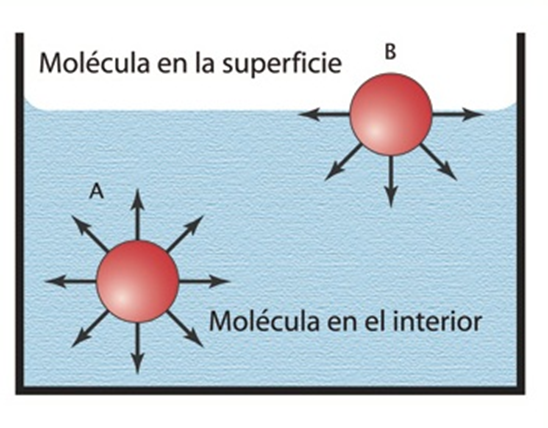 Molécula en la superficie
B
A
Molécula en el interior